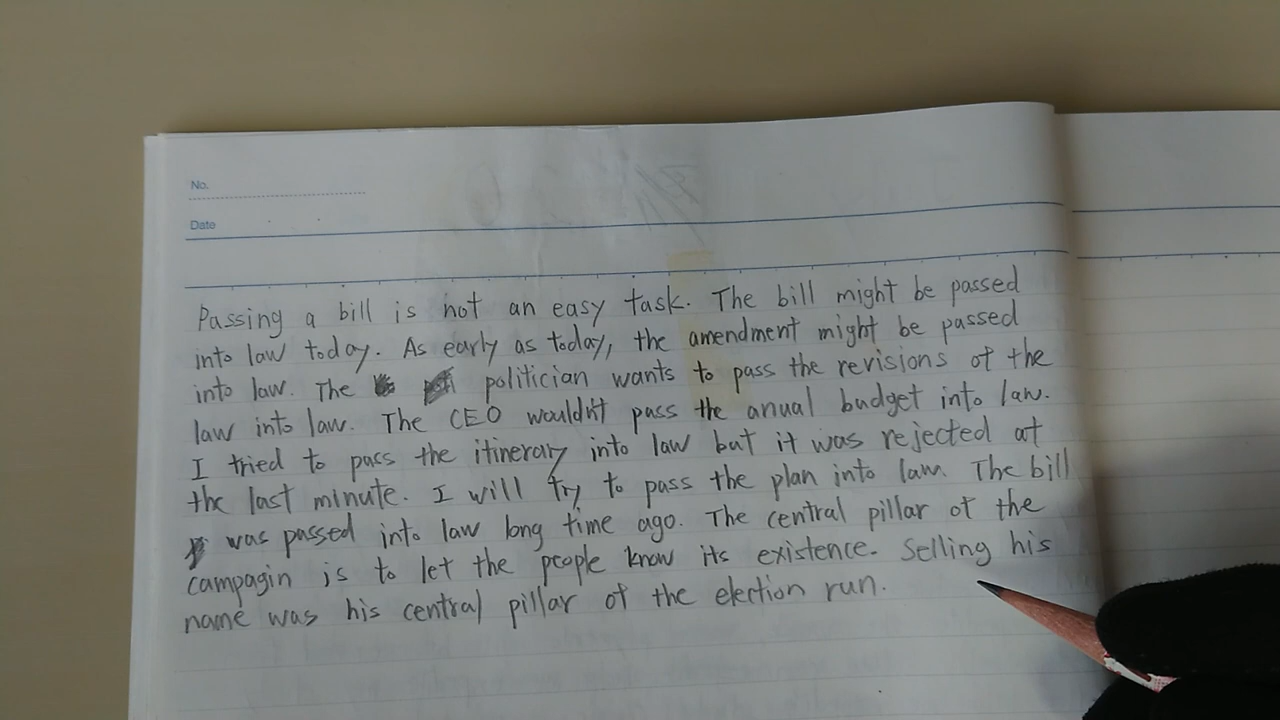 No.
Date
Passing a bill is not an easy task. The bill might be passed
into law today. As early as today, the amendment might be passed
into law. The politician wants to pass the revisions of the
law into law. The CEO wouldn't pass the anual budget into law.
I tried to pass the itinerary into law but it was rejected at
the last minute. I will try to pass the plan into law. The bill
was passed into law long time ago. The central pillar of the
campagin is to let the people know its existence. Selling his
name was his central pillar of the election run.